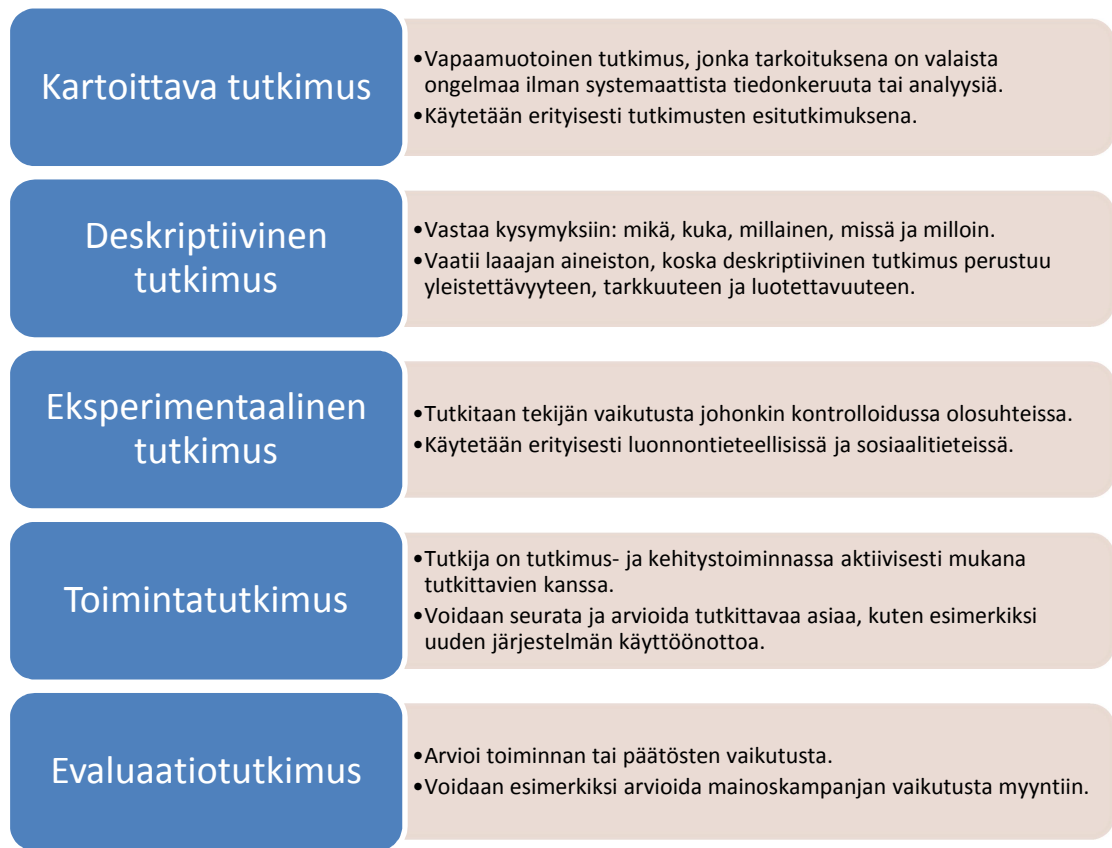 Kartoittava tutkimus
•Vapaamuotoinen tutkimus, jonka tarkoituksena on valaista
ongelmaa ilman systemaattista tiedonkeruuta tai analyysiä.
•Käytetään erityisesti tutkimusten esitutkimuksena.
Deskriptiivinen
tutkimus
•Vastaa kysymyksiin: mikä, kuka, millainen, missä ja milloin.
•Vaatii laaajan aineiston, koska deskriptiivinen tutkimus perustuu
yleistettävyyteen, tarkkuuteen ja luotettavuuteen.
Eksperimentaalinen
tutkimus
•Tutkitaan tekijän vaikutusta johonkin kontrolloidussa olosuhteissa.
•Käytetään erityisesti luonnontieteellisissä ja sosiaalitieteissä.
Toimintatutkimus
•Tutkija on tutkimus- ja kehitystoiminnassa aktiivisesti mukana
tutkittavien kanssa.
•Voidaan seurata ja arvioida tutkittavaa asiaa, kuten esimerkiksi
uuden järjestelmän käyttöönottoa.
Evaluaatiotutkimus
•Arvioi toiminnan tai päätösten vaikutusta.
•Voidaan esimerkiksi arvioida mainoskampanjan vaikutusta myyntiin.